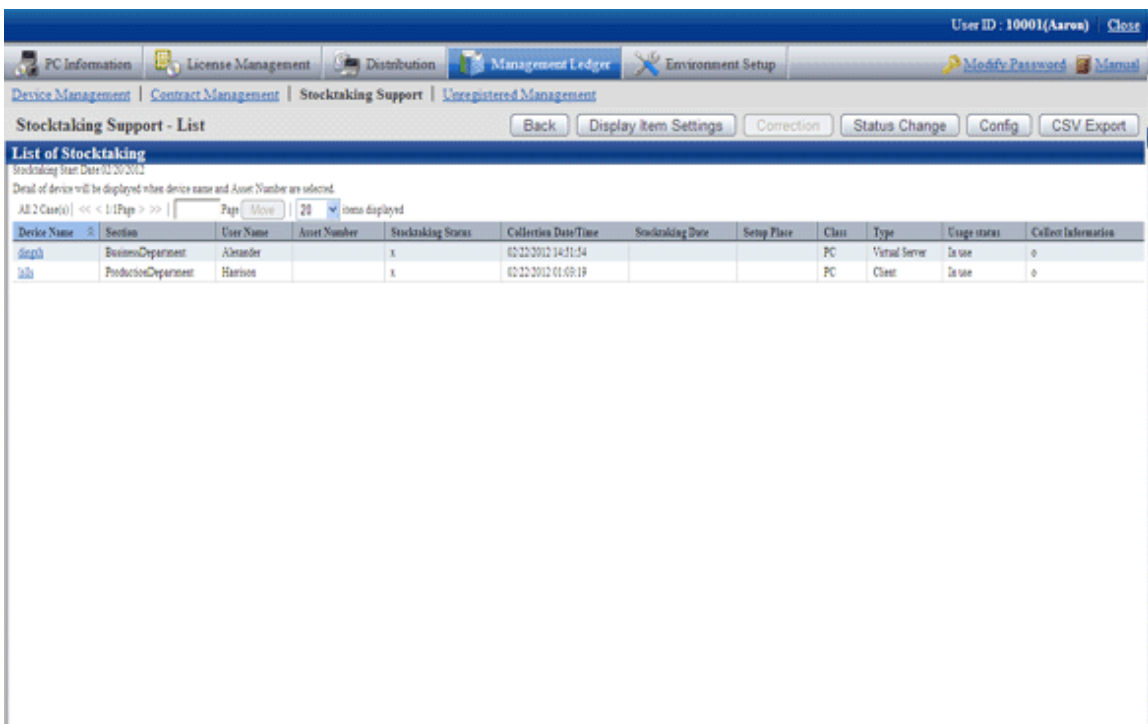 User ID : 10001(Aaron) Close
PC Information License Management Distribution Management Ledger Environment Setup Modify Password Manual
Device Management | Contract Management | Stocktaking Support | Unregistered Management
Stocktaking Support - List Back Display Item Settings Correction Status Change Config CSV Export
List of Stocktaking
Stocktaking Start Date:02/20/2012
Detail of device will be displayed when device name and Asset Number are selected.
All 2 Case(s) | << < 1/1Page > >> | Page Move | 20 items displayed
Device Name Section User Name Asset Number Stocktaking Status Collection Date/Time Stocktaking Date Setup Place Class Type Usage status Collect Information
BusinessDepartment Alexander x 02/22/2012 14:51:54 PC Virtual Server In use o
ProductionDepartment Harrison x 02/22/2012 01:09:19 PC Client In use o